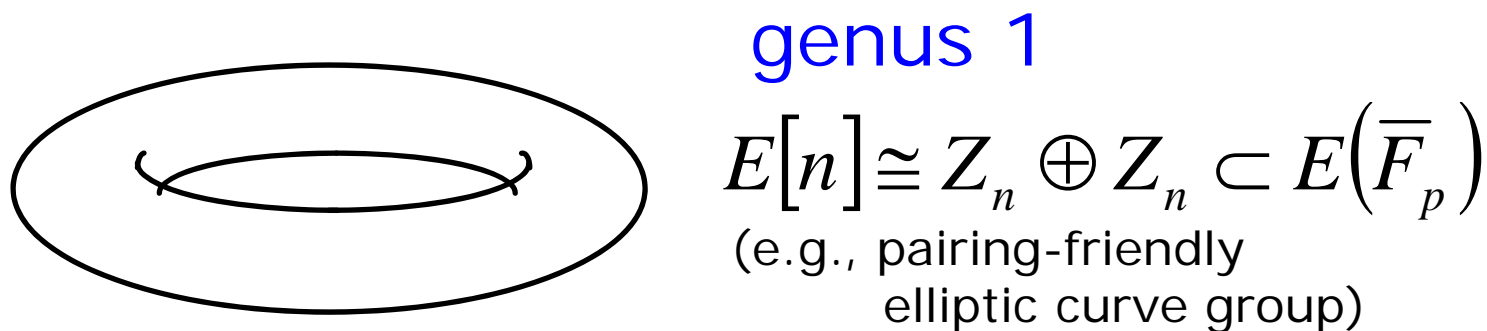 genus 1
E[n] ≅ Z_n ⊕ Z_n ⊂ E(F̅_p)
(e.g., pairing-friendly
elliptic curve group)